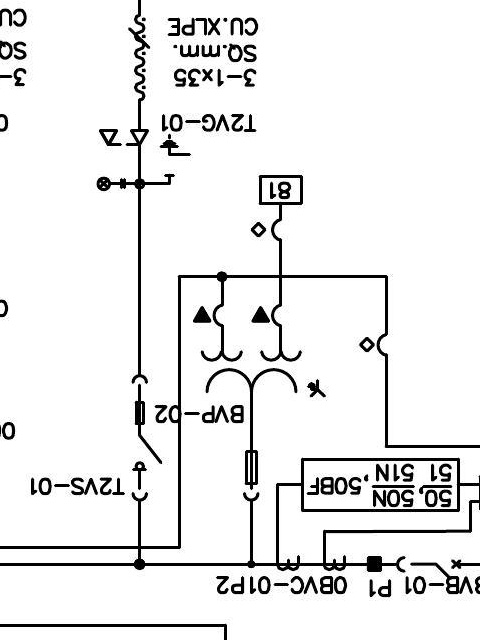 BVB-01 P1 0BVC-01P2
50, 50N, 50BF
51 51N
T2VS-01
BVP-02
81
T2VG-01
3-1x35
SQ.mm.
CU.XLPE
3-
SQ
CU